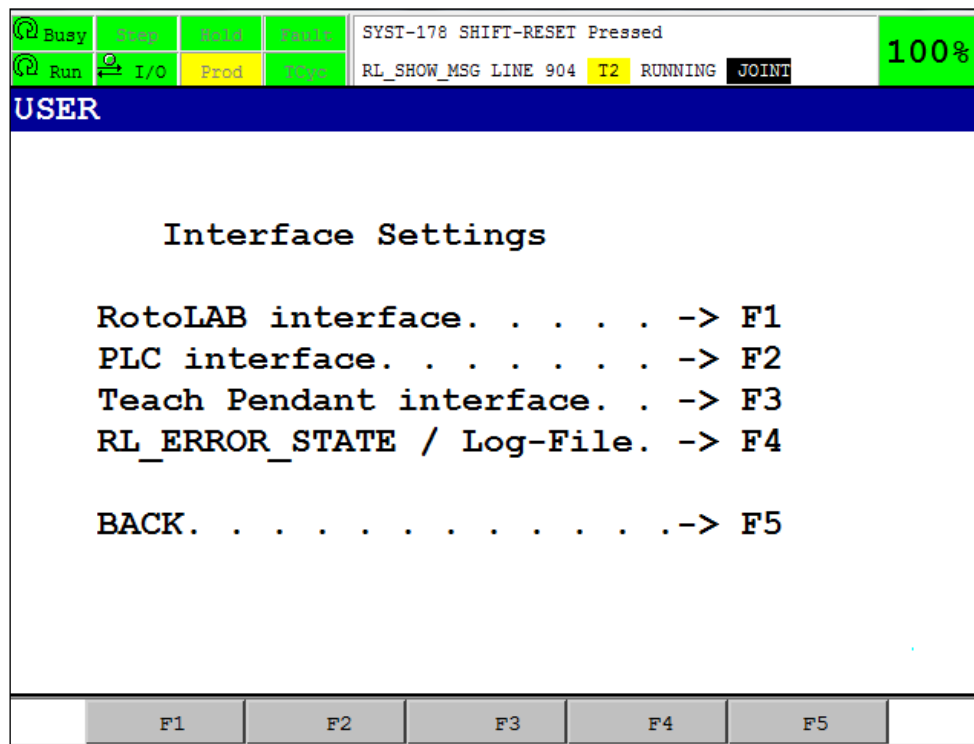 Busy Step Hold Fault SYST-178 SHIFT-RESET Pressed
100%
Run I/O Prod TCyc RL_SHOW_MSG LINE 904 T2 RUNNING JOINT
USER
Interface Settings
RotoLAB interface. . . . . -> F1
PLC interface. . . . . . . -> F2
Teach Pendant interface. . -> F3
RL_ERROR_STATE / Log-File. -> F4
BACK. . . . . . . . . . . .-> F5
F1 F2 F3 F4 F5